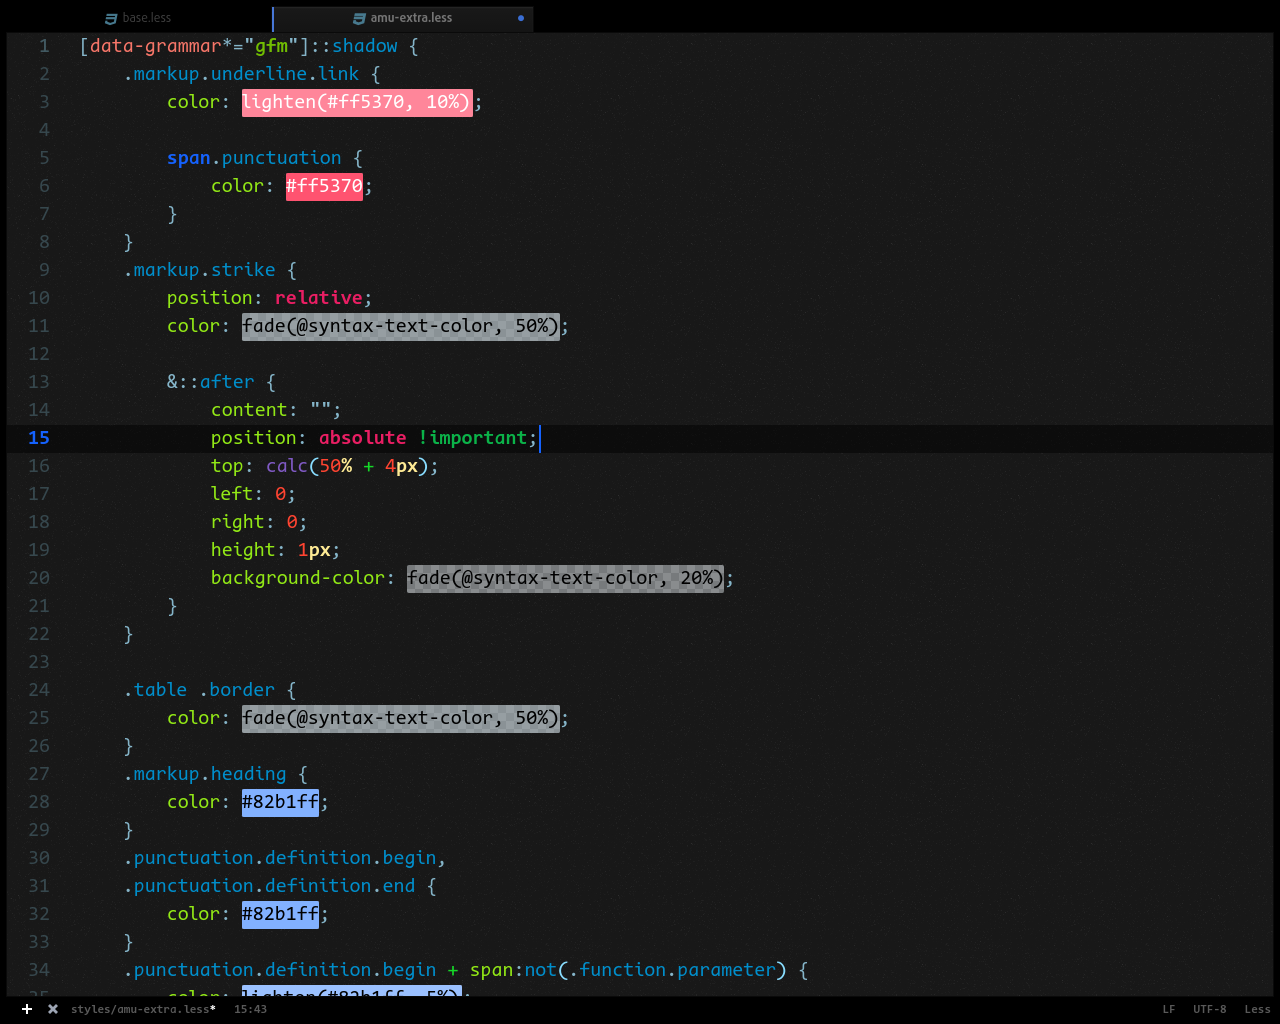 base.less
amu-extra.less
1 [data-grammar*="gfm"]::shadow {
2 .markup.underline.link {
3 color: lighten(#ff5370, 10%);
4
5 span.punctuation {
6 color: #ff5370;
7 }
8 }
9 .markup.strike {
10 position: relative;
11 color: fade(@syntax-text-color, 50%);
12
13 &::after {
14 content: "";
15 position: absolute !important;
16 top: calc(50% + 4px);
17 left: 0;
18 right: 0;
19 height: 1px;
20 background-color: fade(@syntax-text-color, 20%);
21 }
22 }
23
24 .table .border {
25 color: fade(@syntax-text-color, 50%);
26 }
27 .markup.heading {
28 color: #82b1ff;
29 }
30 .punctuation.definition.begin,
31 .punctuation.definition.end {
32 color: #82b1ff;
33 }
34 .punctuation.definition.begin + span:not(.function.parameter) {
35 color: lighten(#82b1ff, 5%);
+ × styles/amu-extra.less* 15:43 LF UTF-8 Less